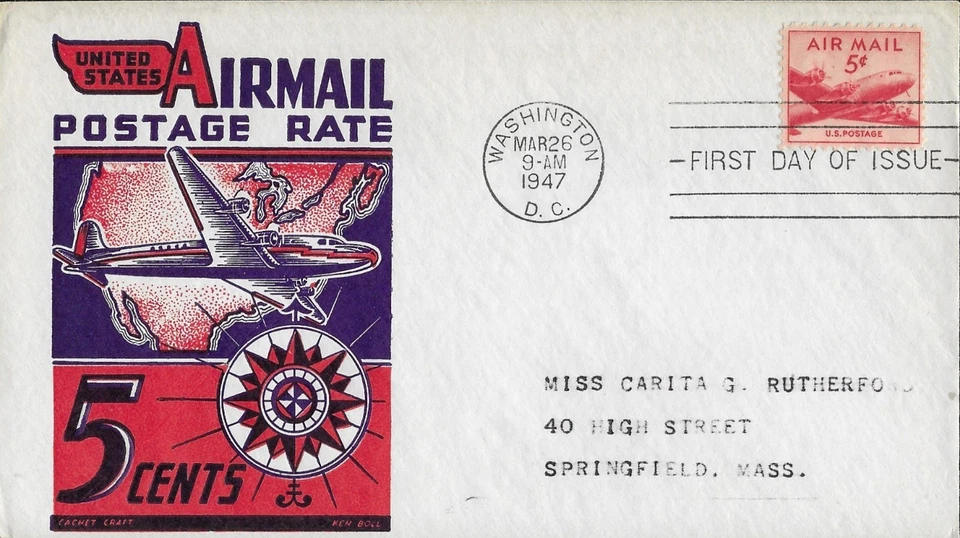 UNITED
STATES
AIRMAIL
POSTAGE RATE
5 CENTS
CACHET CRAFT
KEN BOLL
WASHINGTON
MAR 26
9-AM
1947
D. C.
AIR MAIL
5¢
U.S. POSTAGE
-FIRST DAY OF ISSUE-
MISS CARITA G. RUTHERFORD
40 HIGH STREET
SPRINGFIELD. MASS.